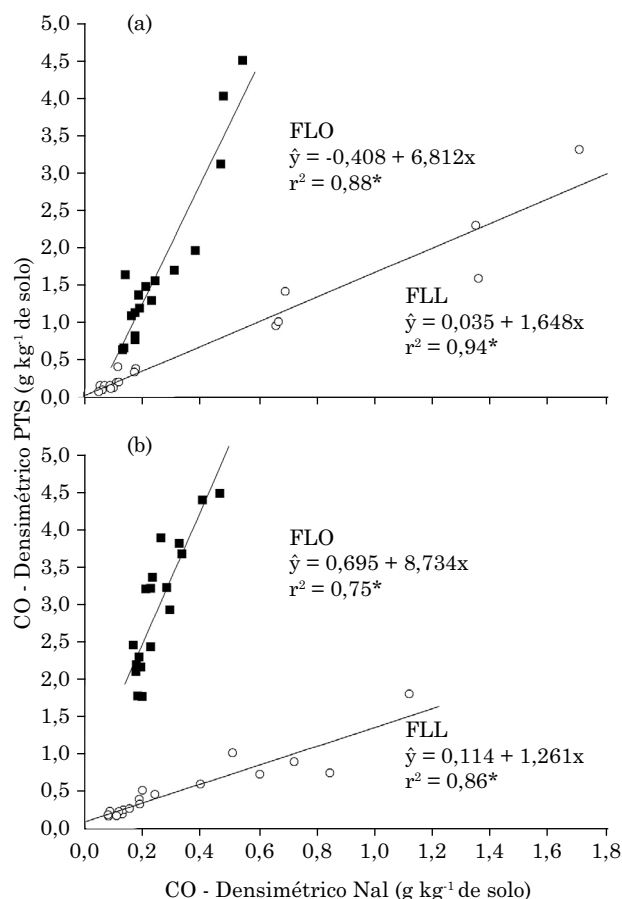 (a)
5,0
4,5
4,0
3,5
3,0
2,5
2,0
1,5
1,0
0,5
0,0
FLO
ŷ = -0,408 + 6,812x
r² = 0,88*
FLL
ŷ = 0,035 + 1,648x
r² = 0,94*
CO - Densimétrico PTS (g kg⁻¹ de solo)
(b)
5,0
4,5
4,0
3,5
3,0
2,5
2,0
1,5
1,0
0,5
0,0
FLO
ŷ = 0,695 + 8,734x
r² = 0,75*
FLL
ŷ = 0,114 + 1,261x
r² = 0,86*
0,0 0,2 0,4 0,6 0,8 1,0 1,2 1,4 1,6 1,8
CO - Densimétrico NaI (g kg⁻¹ de solo)